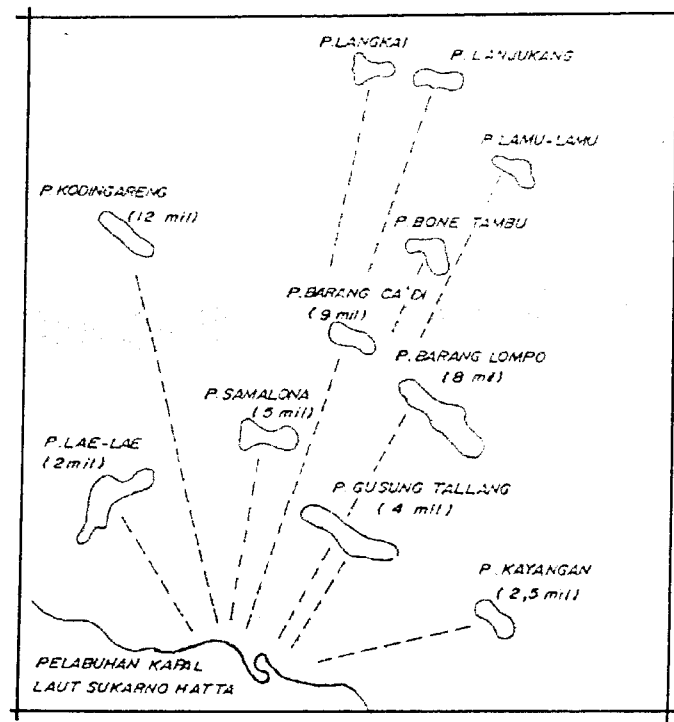 P. LANGKAI
P. LANJUKANG
P. LAMU-LAMU
P. KODINGARENG
(12 mil)
P. BONE TAMBU
P. BARANG CA'DI
(9 mil)
P. BARANG LOMPO
(8 mil)
P. SAMALONA
(5 mil)
P. LAE-LAE
(2 mil)
P. GUSUNG TALLANG
(4 mil)
P. KAYANGAN
(2,5 mil)
PELABUHAN KAPAL
LAUT SUKARNO HATTA